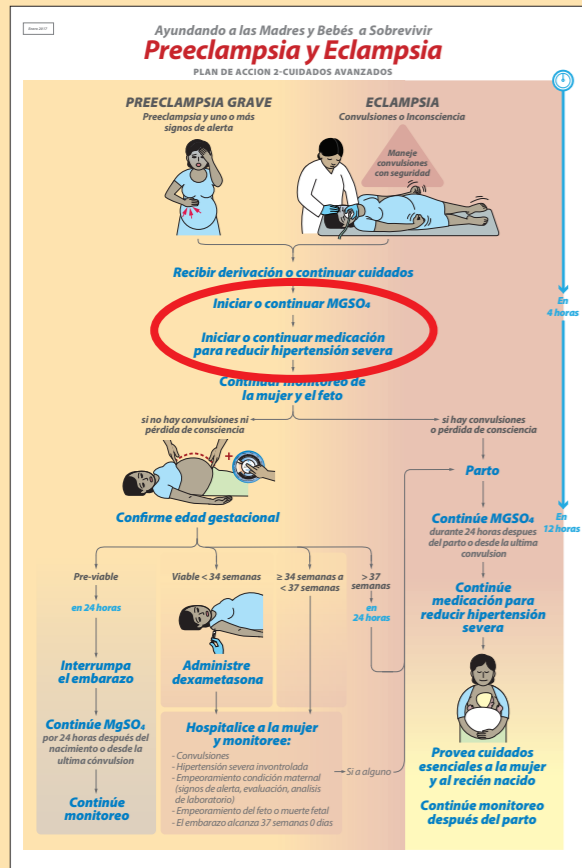 Enero 2017
Ayundando a las Madres y Bebés a Sobrevivir
Preeclampsia y Eclampsia
PLAN DE ACCION 2-CUIDADOS AVANZADOS
PREECLAMPSIA GRAVE
Preeclampsia y uno o más
signos de alerta
ECLAMPSIA
Convulsiones o Inconsciencia
Maneje
convulsiones
con seguridad
Recibir derivación o continuar cuidados
Iniciar o continuar MGSO₄
Iniciar o continuar medicación
para reducir hipertensión severa
Continuar monitoreo de
la mujer y el feto
En
4 horas
si no hay convulsiones ni
pérdida de consciencia
si hay convulsiones
o pérdida de consciencia
+
Confirme edad gestacional
Parto
En
12 horas
Continúe MGSO₄
durante 24 horas despues
del parto o desde la ultima
convulsion
Continúe
medicación para
reducir hipertensión
severa
Provea cuidados
esenciales a la mujer
y al recién nacido
Continúe monitoreo
después del parto
Pre-viable
en 24 horas
Interrumpa
el embarazo
Continúe MgSO₄
por 24 horas después del
nacimiento o desde la
ultima cónvulsion
Continúe
monitoreo
Viable < 34 semanas
Administre
dexametasona
≥ 34 semanas a
< 37 semanas
> 37
semanas
en
24 horas
Hospitalice a la mujer
y monitoree:
- Convulsiones
- Hipertensión severa invontrolada
- Empeoramiento condición maternal
(signos de alerta, evaluación, analisis
de laboratorio)
- Empeoramiento del feto o muerte fetal
- El embarazo alcanza 37 semanas 0 dias
Si a alguno